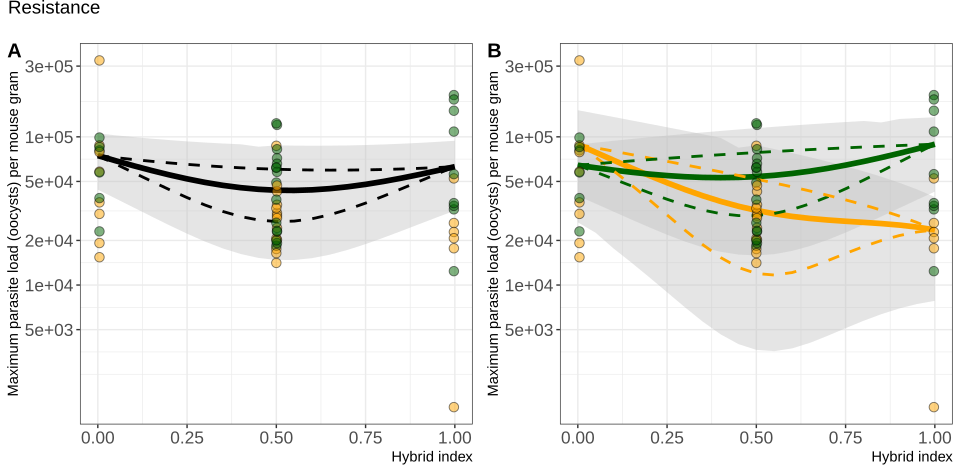 Resistance
A
Maximum parasite load (oocysts) per mouse gram
3e+05
1e+05
5e+04
2e+04
1e+04
5e+03
0.00 0.25 0.50 0.75 1.00
Hybrid index
B
Maximum parasite load (oocysts) per mouse gram
3e+05
1e+05
5e+04
2e+04
1e+04
5e+03
0.00 0.25 0.50 0.75 1.00
Hybrid index